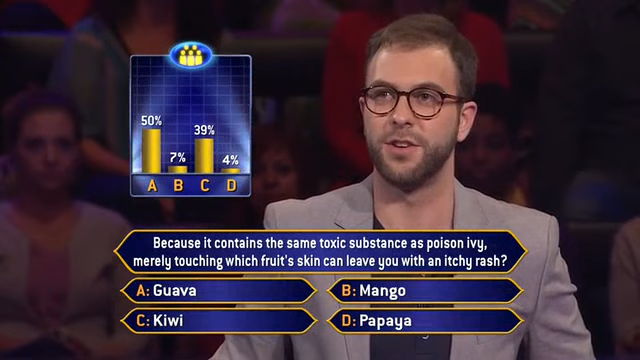 50%
7%
39%
4%
A B C D
Because it contains the same toxic substance as poison ivy,
merely touching which fruit's skin can leave you with an itchy rash?
A: Guava
B: Mango
C: Kiwi
D: Papaya